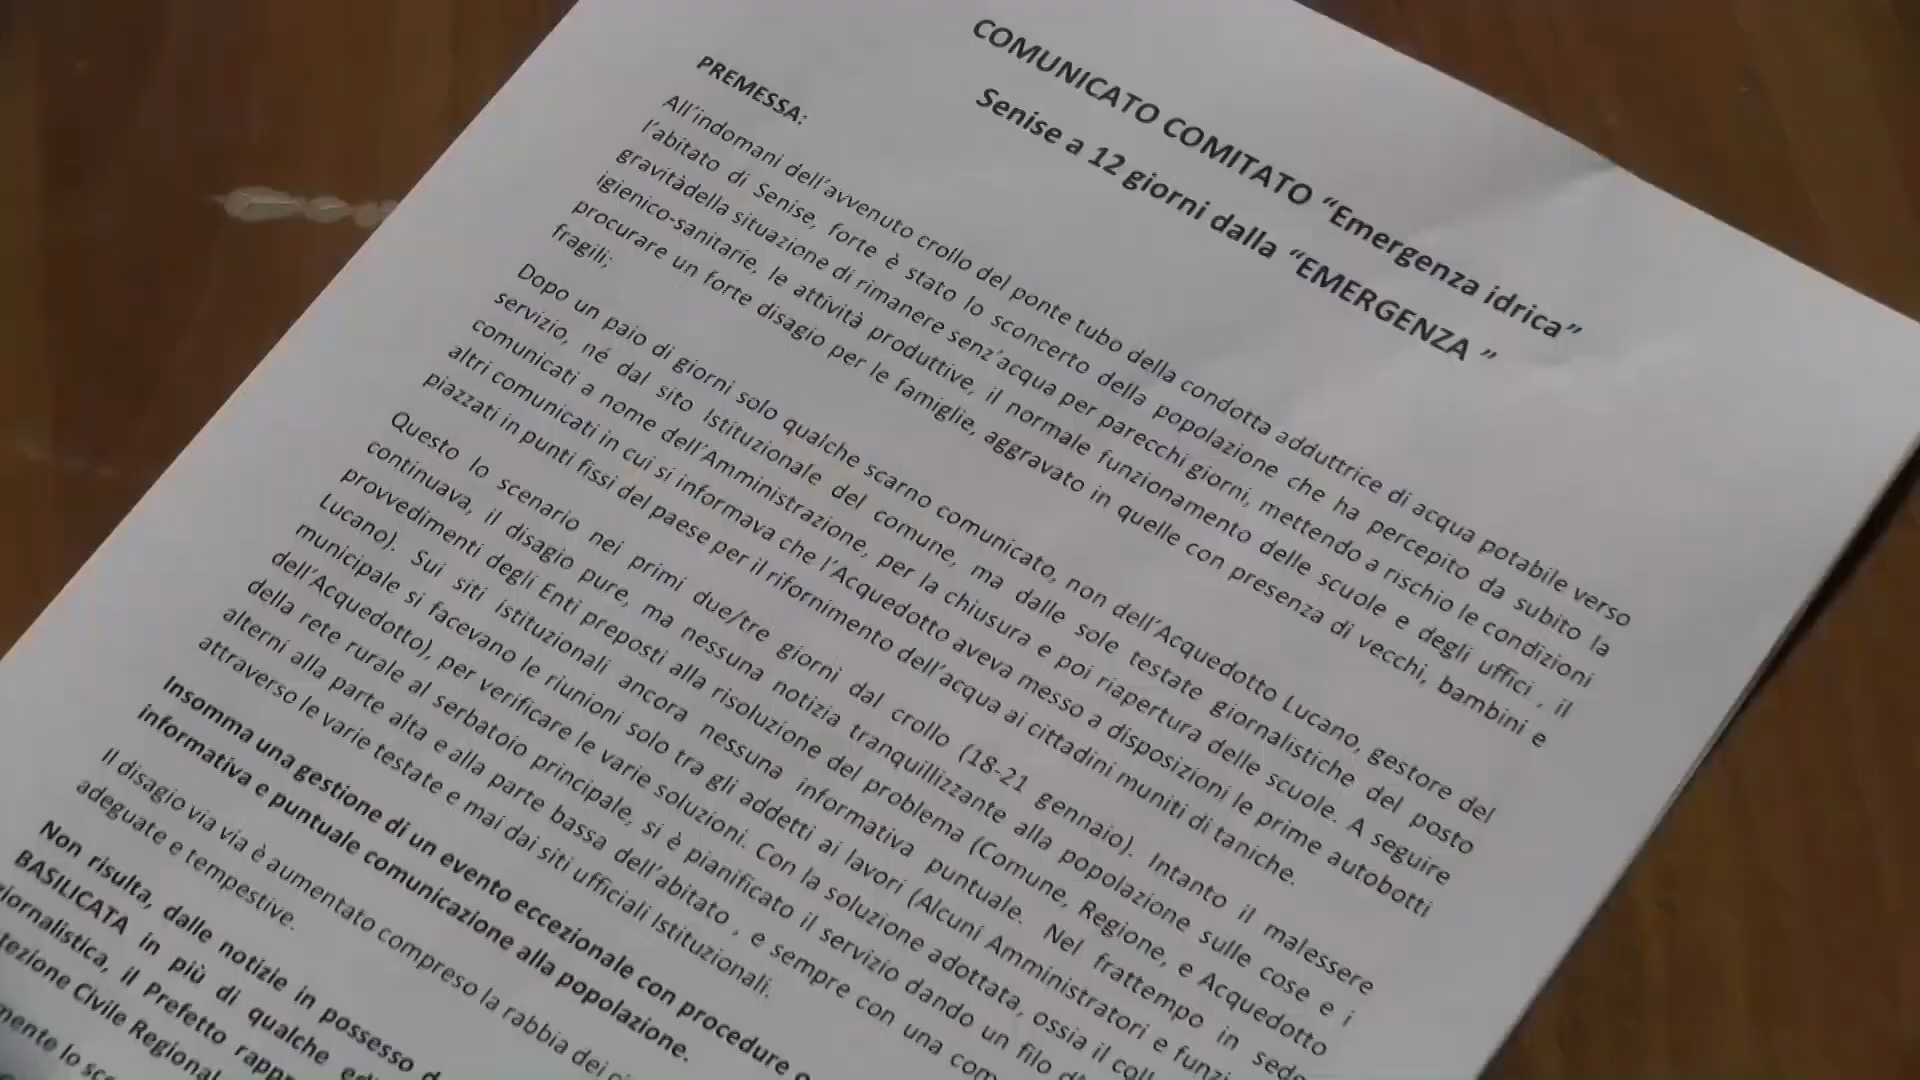 COMUNICATO COMITATO “Emergenza idrica”
Senise a 12 giorni dalla “EMERGENZA ”
PREMESSA:
All’indomani dell’avvenuto crollo del ponte tubo della condotta adduttrice di acqua potabile verso
l’abitato di Senise, forte è stato lo sconcerto della popolazione che ha percepito da subito la
gravitàdella situazione di rimanere senz’acqua per parecchi giorni, mettendo a rischio le condizioni
igienico-sanitarie, le attività produttive, il normale funzionamento delle scuole e degli uffici , il
procurare un forte disagio per le famiglie, aggravato in quelle con presenza di vecchi, bambini e
fragili;
Dopo un paio di giorni solo qualche scarno comunicato, non dell’Acquedotto Lucano, gestore del
servizio, né dal sito Istituzionale del comune, ma dalle sole testate giornalistiche del posto
comunicati a nome dell’Amministrazione, per la chiusura e poi riapertura delle scuole. A seguire
altri comunicati in cui si informava che l’Acquedotto aveva messo a disposizioni le prime autobotti
piazzati in punti fissi del paese per il rifornimento dell’acqua ai cittadini muniti di taniche.
Questo lo scenario nei primi due/tre giorni dal crollo (18-21 gennaio). Intanto il malessere
continuava, il disagio pure, ma nessuna notizia tranquillizzante alla popolazione sulle cose e i
provvedimenti degli Enti preposti alla risoluzione del problema (Comune, Regione, e Acquedotto
Lucano). Sui siti istituzionali ancora nessuna informativa puntuale. Nel frattempo in sede
municipale si facevano le riunioni solo tra gli addetti ai lavori (Alcuni Amministratori e funzi
dell’Acquedotto), per verificare le varie soluzioni. Con la soluzione adottata, ossia il coll
della rete rurale al serbatoio principale, si è pianificato il servizio dando un filo d’
alterni alla parte alta e alla parte bassa dell’abitato , e sempre con una com
attraverso le varie testate e mai dai siti ufficiali Istituzionali.
Insomma una gestione di un evento eccezionale con procedure o
informativa e puntuale comunicazione alla popolazione.
Il disagio via via è aumentato compreso la rabbia dei ci
adeguate e tempestive.
Non risulta, dalle notizie in possesso d
BASILICATA in più di qualche edi
iornalistica, il Prefetto rapp
tezione Civile Regional
mente lo sce